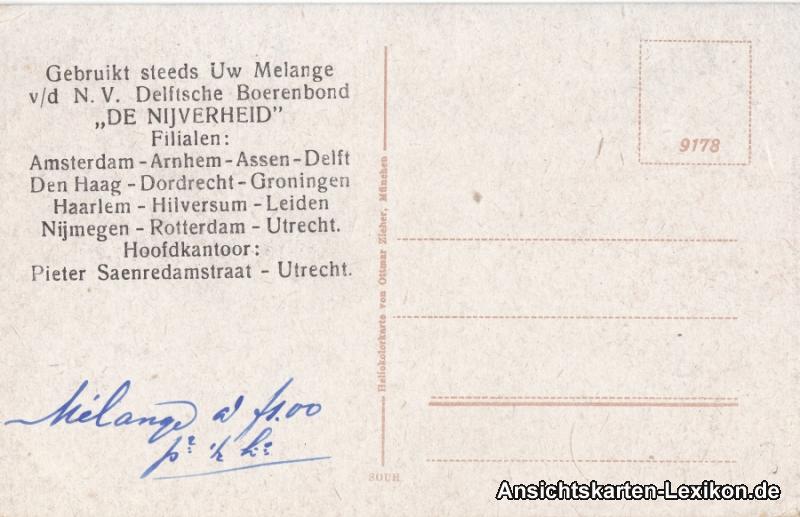 Gebruikt steeds Uw Melange
v/d N. V. Delftsche Boerenbond
„DE NIJVERHEID"
Filialen:
Amsterdam - Arnhem - Assen - Delft
Den Haag - Dordrecht - Groningen
Haarlem - Hilversum - Leiden
Nijmegen - Rotterdam - Utrecht.
Hoofdkantoor:
Pieter Saenredamstraat - Utrecht.
Mélange à f1.00
Heliokolorkarte von Ottmar Zieher, München
9178
Ansichtskarten-Lexikon.de